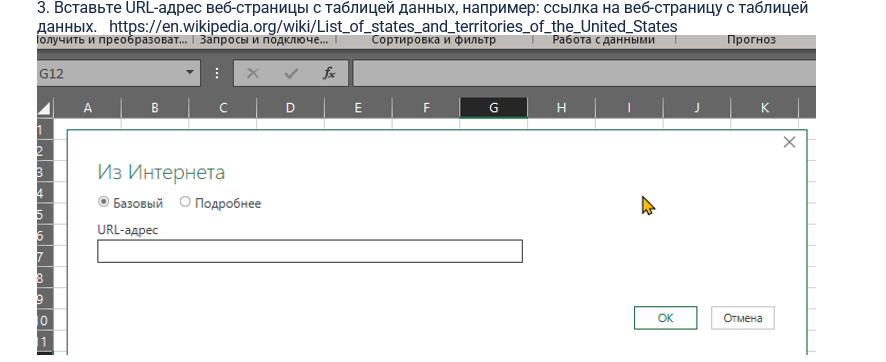 3. Вставьте URL-адрес веб-страницы с таблицей данных, например: ссылка на веб-страницу с таблицей
данных. https://en.wikipedia.org/wiki/List_of_states_and_territories_of_the_United_States
олучить и преобразоват... Запросы и подключе... Сортировка и фильтр Работа с данными Прогноз
G12 fx
A B C D E F G H I J K
1
2
Из Интернета
3
4
Базовый Подробнее
5
URL-адрес
6
7
8
9
10
OK Отмена
11